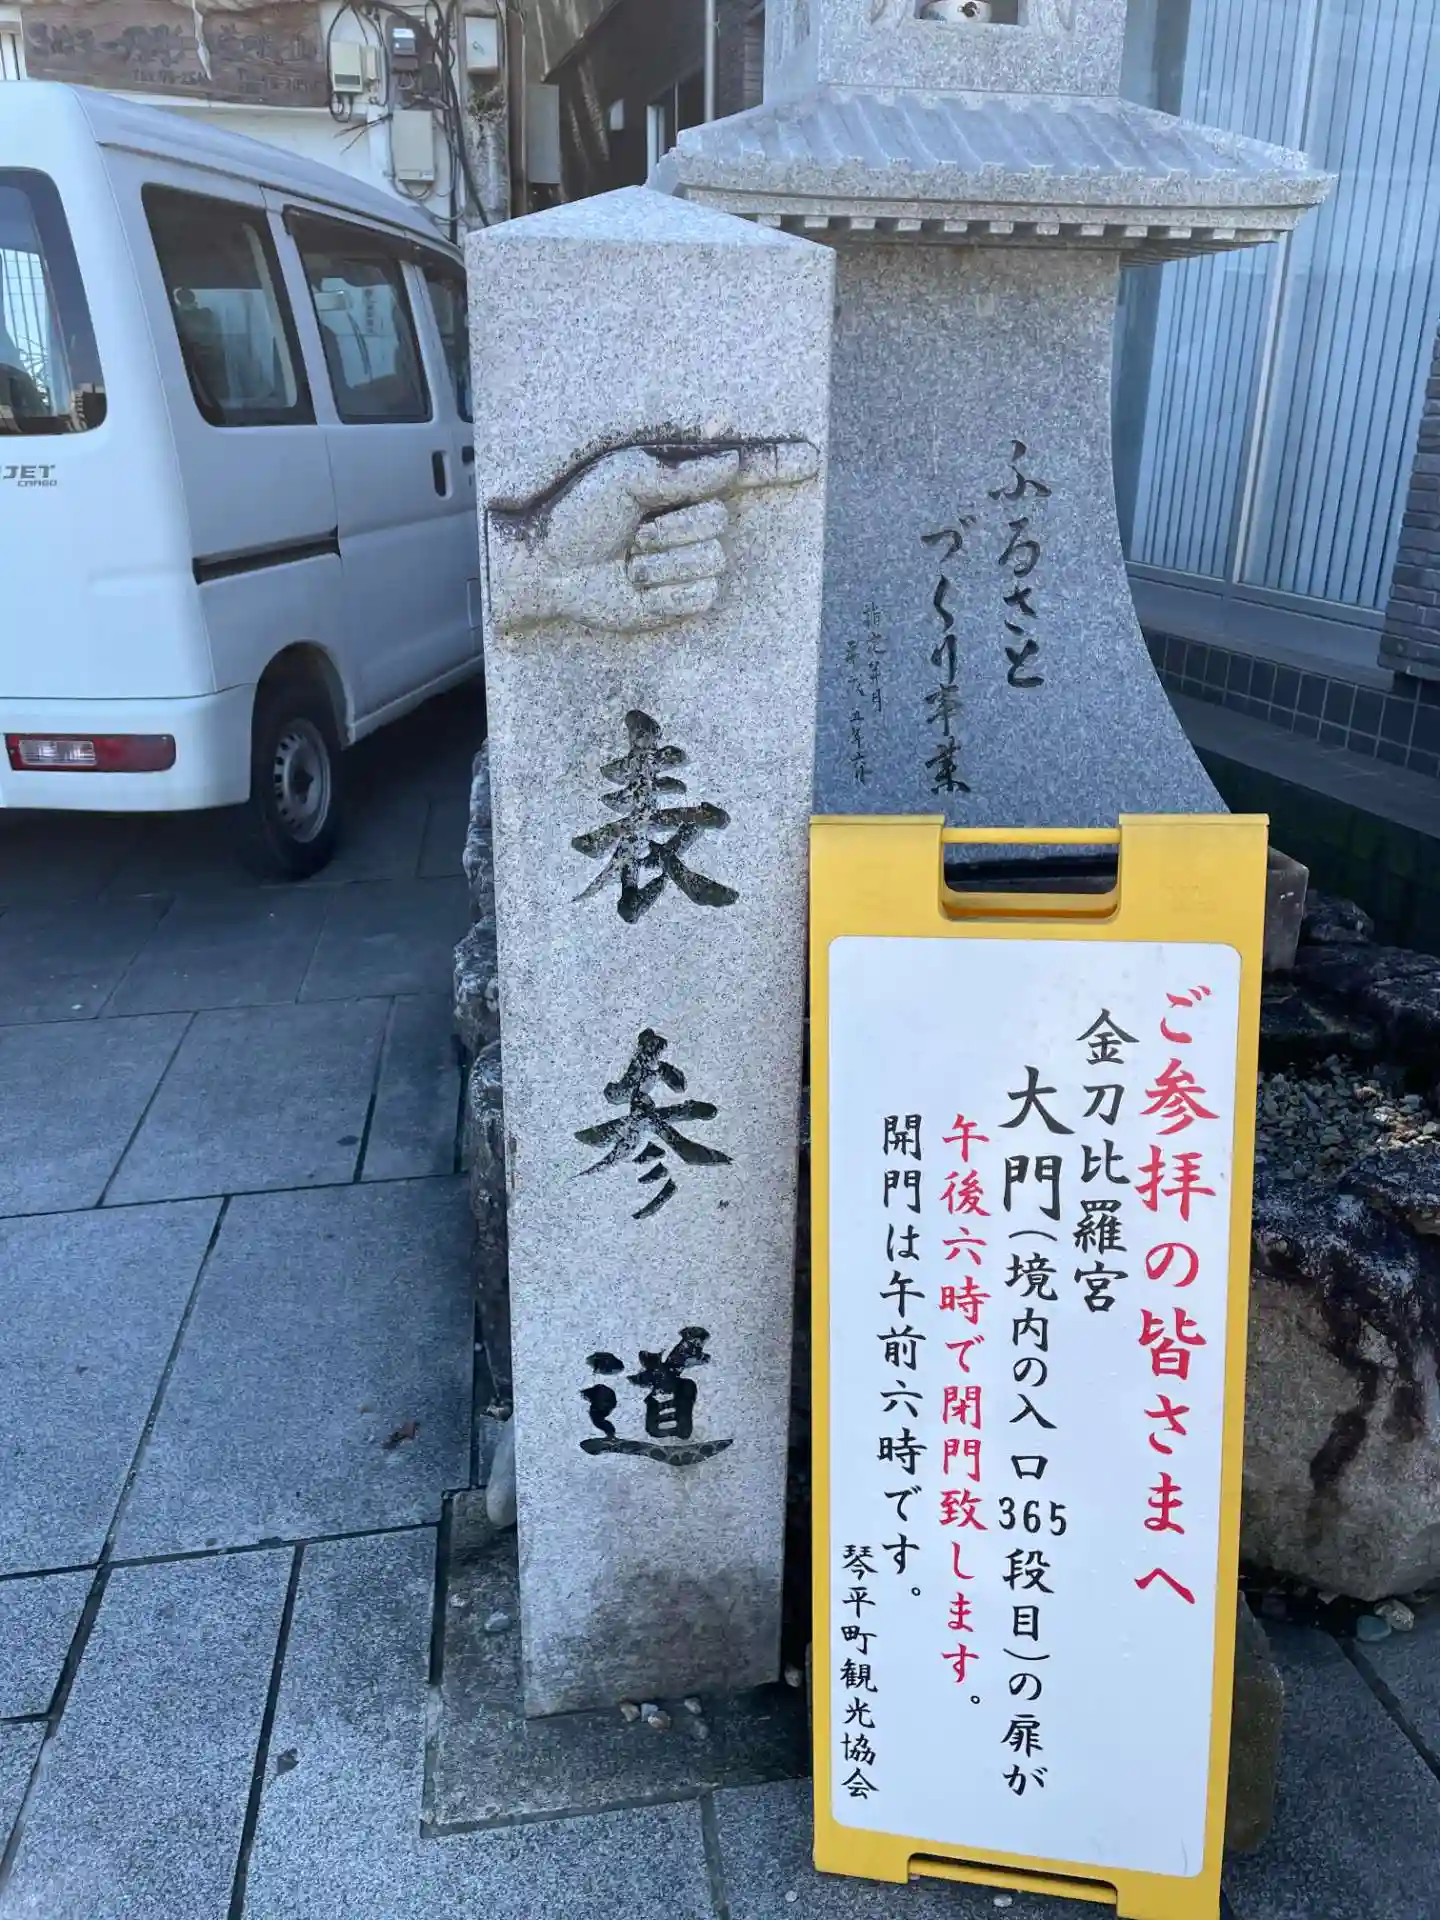 表参道
ふるさと
づくり事業
ご参拝の皆さまへ
金刀比羅宮
大門(境内の入口365段目)の扉が
午後六時で閉門致します。
開門は午前六時です。
琴平町観光協会
JET
CARGO